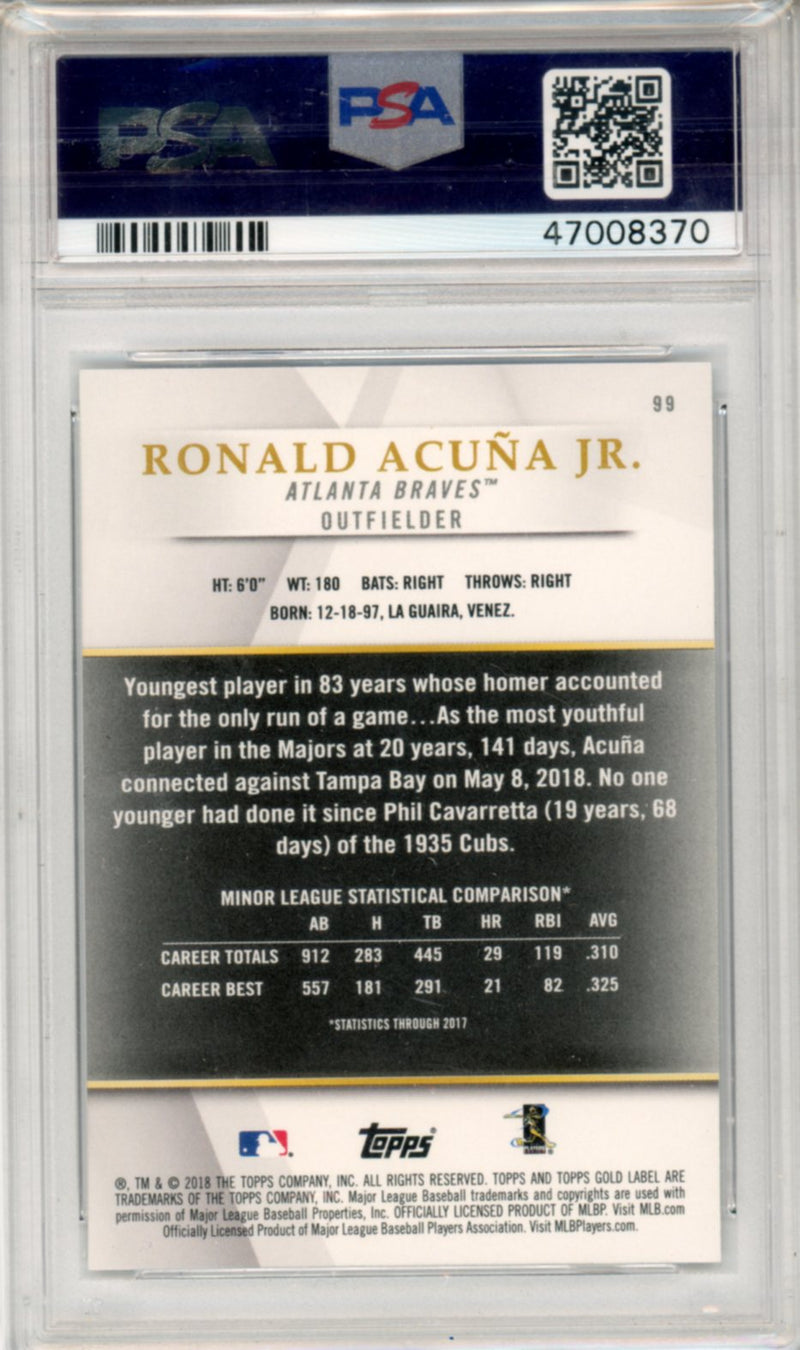 PSA PSA
47008370
99
RONALD ACUÑA JR.
ATLANTA BRAVES™
OUTFIELDER
HT: 6'0" WT: 180 BATS: RIGHT THROWS: RIGHT
BORN: 12-18-97, LA GUAIRA, VENEZ.
Youngest player in 83 years whose homer accounted
for the only run of a game...As the most youthful
player in the Majors at 20 years, 141 days, Acuña
connected against Tampa Bay on May 8, 2018. No one
younger had done it since Phil Cavarretta (19 years, 68
days) of the 1935 Cubs.
MINOR LEAGUE STATISTICAL COMPARISON*
AB H TB HR RBI AVG
CAREER TOTALS 912 283 445 29 119 .310
CAREER BEST 557 181 291 21 82 .325
*STATISTICS THROUGH 2017
Topps®
®, TM & © 2018 THE TOPPS COMPANY, INC. ALL RIGHTS RESERVED. TOPPS AND TOPPS GOLD LABEL ARE
TRADEMARKS OF THE TOPPS COMPANY, INC. Major League Baseball trademarks and copyrights are used with
permission of Major League Baseball Properties, Inc. OFFICIALLY LICENSED PRODUCT OF MLBP. Visit MLB.com
Officially Licensed Product of Major League Baseball Players Association. Visit MLBPlayers.com.